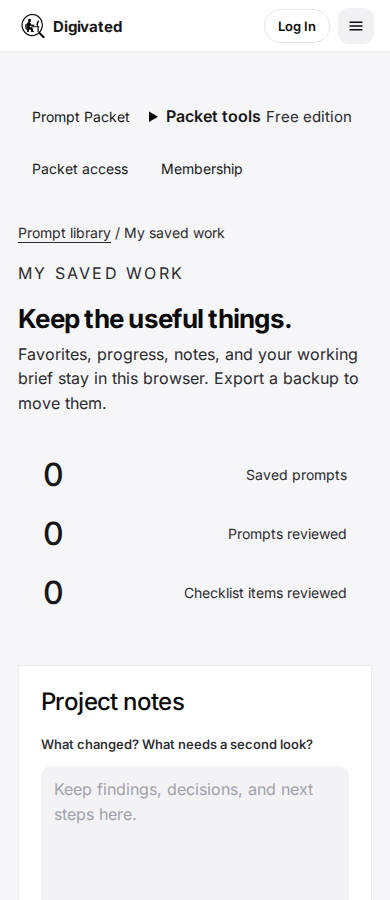 Digivated
Log In
Prompt Packet
Packet tools Free edition
Packet access
Membership
Prompt library / My saved work
MY SAVED WORK
Keep the useful things.
Favorites, progress, notes, and your working
brief stay in this browser. Export a backup to
move them.
0 Saved prompts
0 Prompts reviewed
0 Checklist items reviewed
Project notes
What changed? What needs a second look?
Keep findings, decisions, and next
steps here.